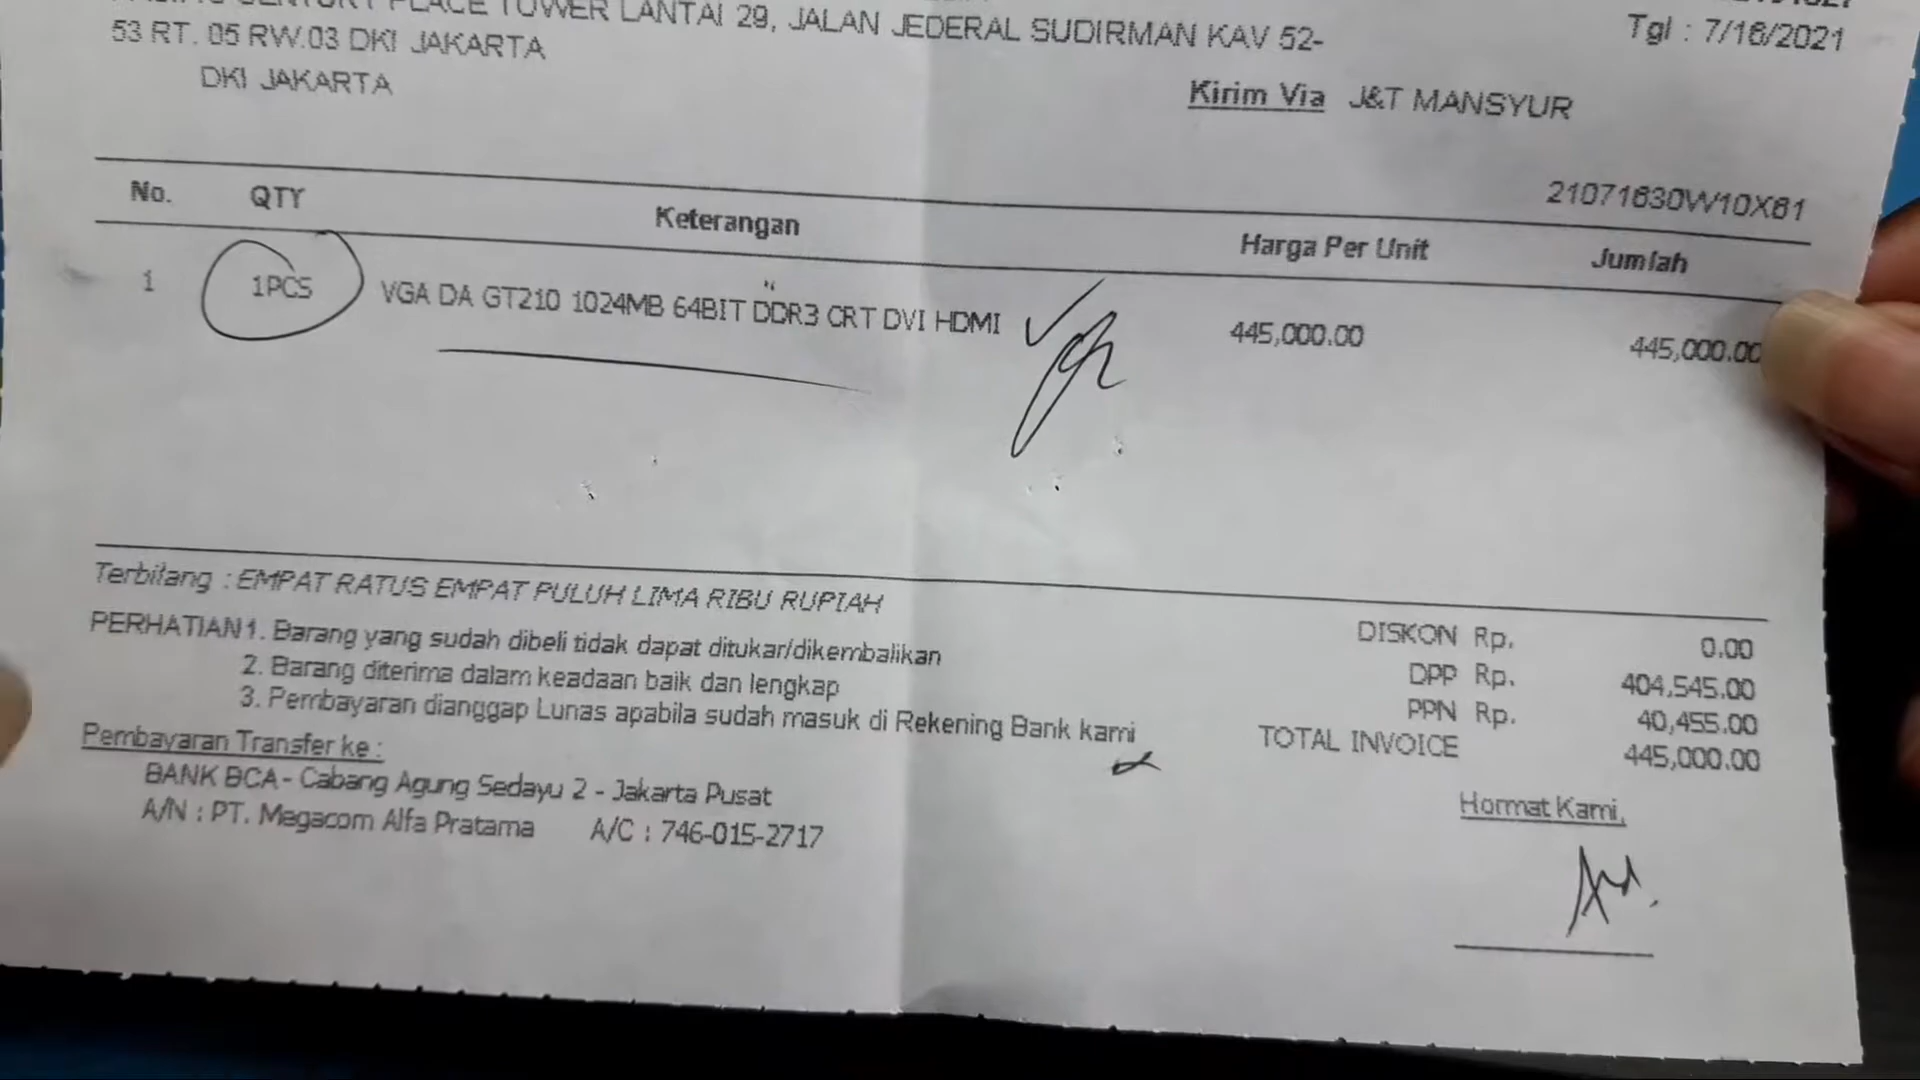 PLACE TOWER LANTAI 29, JALAN JEDERAL SUDIRMAN KAV 52-
53 RT. 05 RW.03 DKI JAKARTA
DKI JAKARTA
Tgl : 7/16/2021
Kirim Via J&T MANSYUR
21071630W10X61
No. QTY Keterangan Harga Per Unit Jumlah
1 1PCS VGA DA GT210 1024MB 64BIT DDR3 CRT DVI HDMI 445,000.00 445,000.00
Terbilang : EMPAT RATUS EMPAT PULUH LIMA RIBU RUPIAH
PERHATIAN 1. Barang yang sudah dibeli tidak dapat ditukar/dikembalikan
2. Barang diterima dalam keadaan baik dan lengkap
3. Pembayaran dianggap Lunas apabila sudah masuk di Rekening Bank kami
DISKON Rp. 0.00
DPP Rp. 404,545.00
PPN Rp. 40,455.00
TOTAL INVOICE 445,000.00
Pembayaran Transfer ke :
BANK BCA - Cabang Agung Sedayu 2 - Jakarta Pusat
A/N : PT. Megacom Alfa Pratama A/C : 746-015-2717
Hormat Kami,